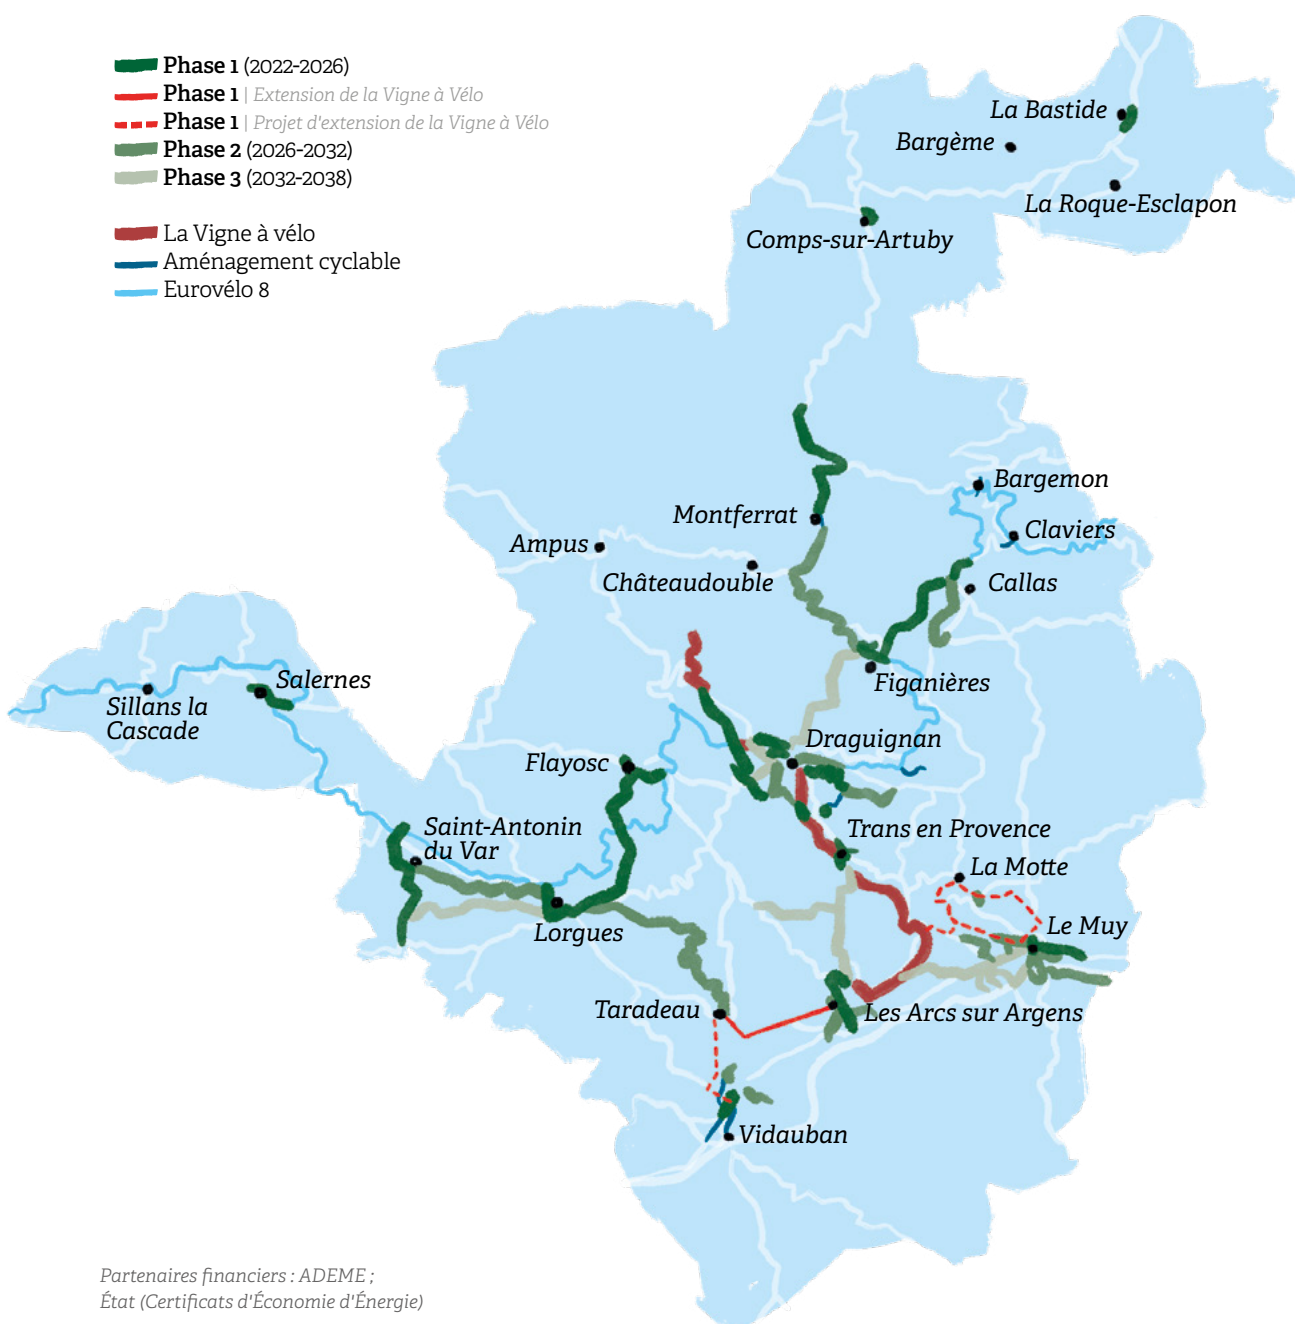 Phase 1 (2022-2026)
Phase 1 | Extension de la Vigne à Vélo
Phase 1 | Projet d'extension de la Vigne à Vélo
Phase 2 (2026-2032)
Phase 3 (2032-2038)
La Vigne à vélo
Aménagement cyclable
Eurovélo 8
La Bastide
Bargème
La Roque-Esclapon
Comps-sur-Artuby
Bargemon
Montferrat
Claviers
Ampus
Châteaudouble
Callas
Salernes
Figanières
Sillans la
Cascade
Draguignan
Flayosc
Saint-Antonin
du Var
Trans en Provence
La Motte
Le Muy
Lorgues
Taradeau
Les Arcs sur Argens
Vidauban
Partenaires financiers : ADEME ;
État (Certificats d'Économie d'Énergie)